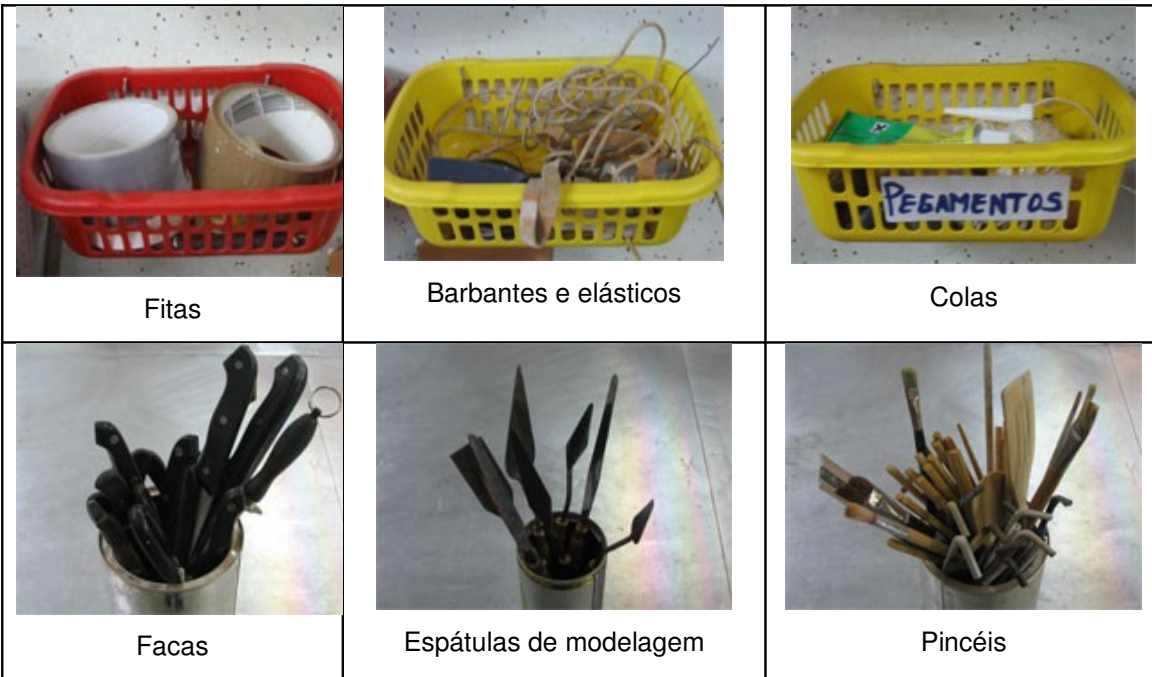 PEGAMENTOS
Fitas
Barbantes e elásticos
Colas
Facas
Espátulas de modelagem
Pincéis